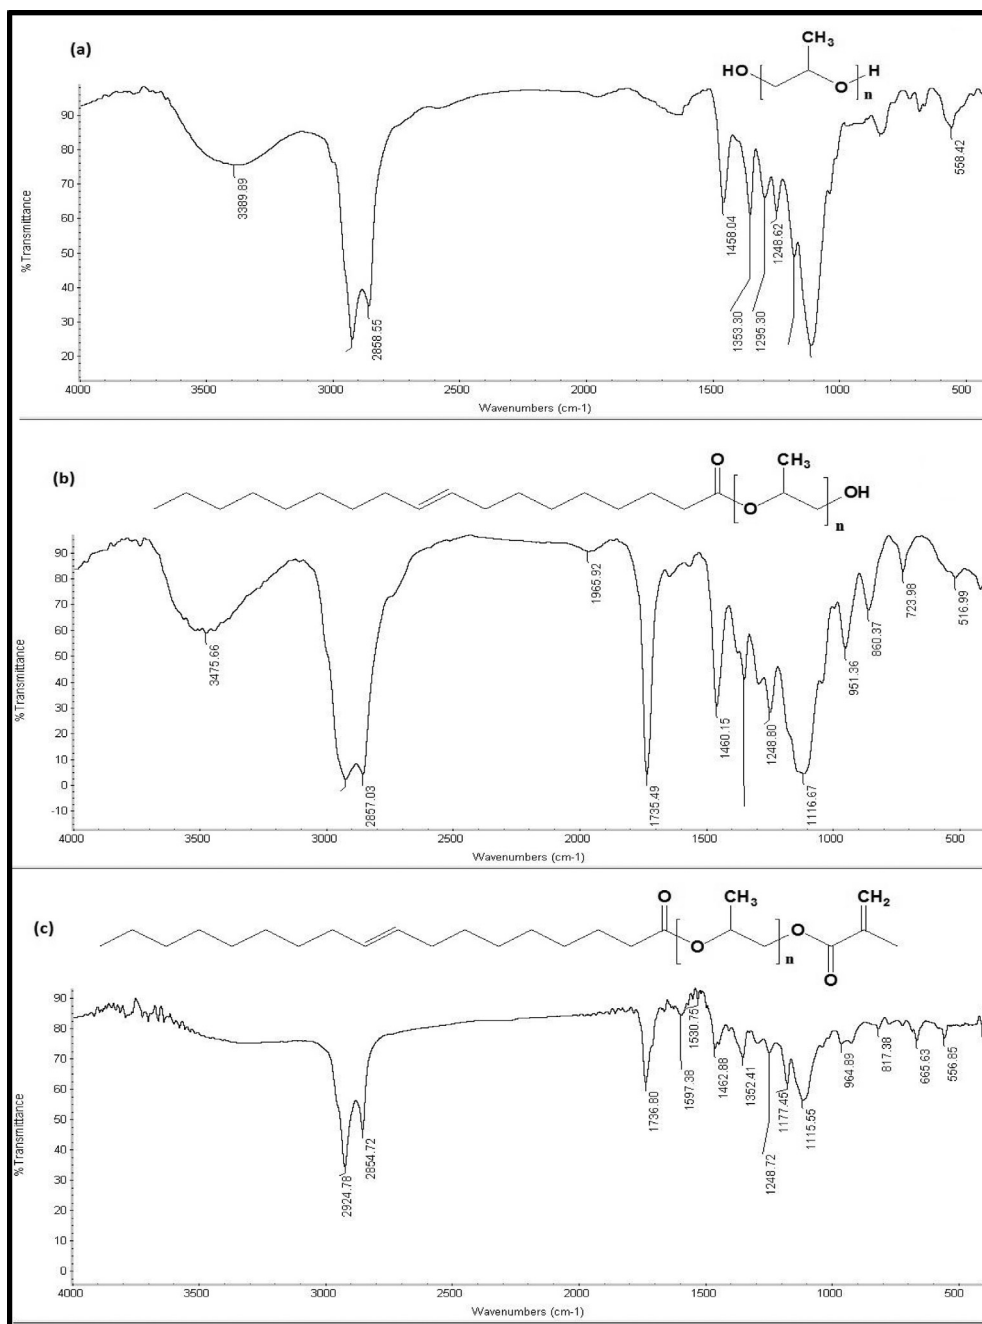 (a)
CH3
HO
O
H
n
90
80
70
60
50
40
30
20
% Transmittance
3389.89
2858.55
1458.04
1353.30
1295.30
1248.62
558.42
4000 3500 3000 2500 2000 1500 1000 500
Wavenumbers (cm-1)
(b)
O
CH3
O
OH
n
90
80
70
60
50
40
30
20
10
0
-10
% Transmittance
3475.66
2857.03
1965.92
1735.49
1460.15
1248.80
1116.67
951.36
860.37
723.98
516.99
4000 3500 3000 2500 2000 1500 1000 500
Wavenumbers (cm-1)
(c)
O
CH3
CH2
O
O
n
O
90
80
70
60
50
40
30
20
10
0
% Transmittance
2924.78
2854.72
1736.80
1597.38
1530.75
1462.88
1352.41
1248.72
1177.45
1115.55
964.89
817.38
665.63
556.85
4000 3500 3000 2500 2000 1500 1000 500
Wavenumbers (cm-1)